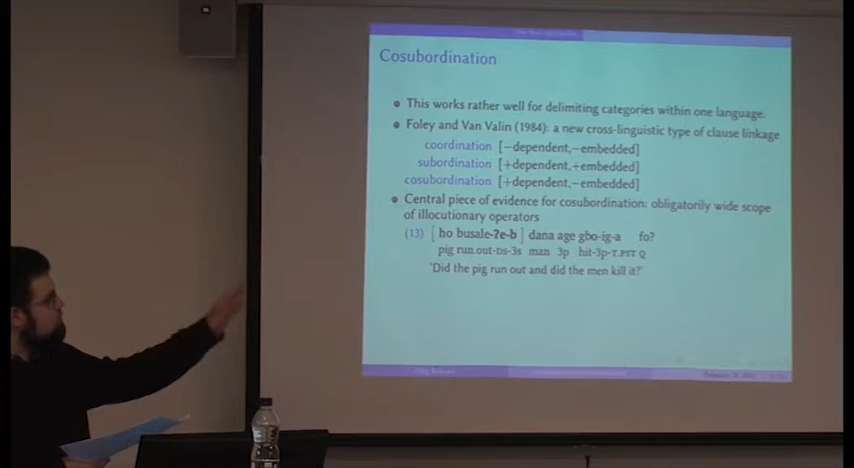 Cosubordination
This works rather well for delimiting categories within one language.
Foley and Van Valin (1984): a new cross-linguistic type of clause linkage
coordination [−dependent,−embedded]
subordination [+dependent,+embedded]
cosubordination [+dependent,−embedded]
Central piece of evidence for cosubordination: obligatorily wide scope
of illocutionary operators
(13) [ ho busale-ʔe-b ] dana age gbo-ig-a fo?
pig run.out-DS-3s man 3p hit-3p-T.PST Q
'Did the pig run out and did the men kill it?'